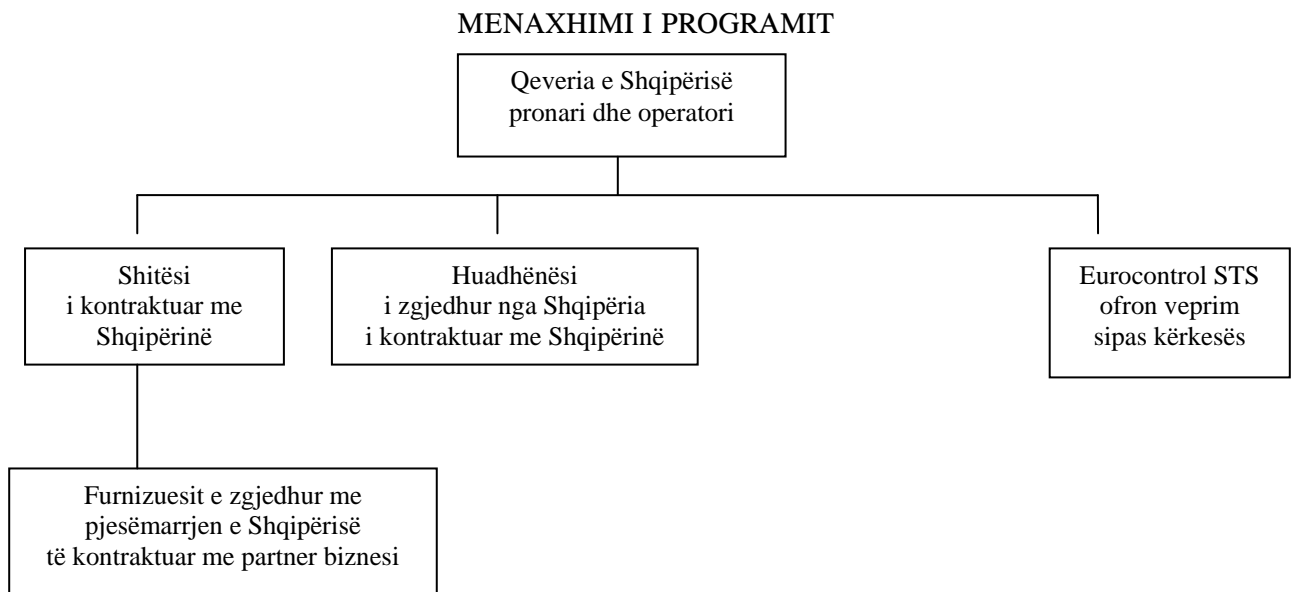 MENAXHIMI I PROGRAMIT
Qeveria e Shqipërisë
pronari dhe operatori
Shitësi
i kontraktuar me
Shqipërinë
Huadhënësi
i zgjedhur nga Shqipëria
i kontraktuar me Shqipërinë
Eurocontrol STS
ofron veprim
sipas kërkesës
Furnizuesit e zgjedhur me
pjesëmarrjen e Shqipërisë
të kontraktuar me partner biznesi